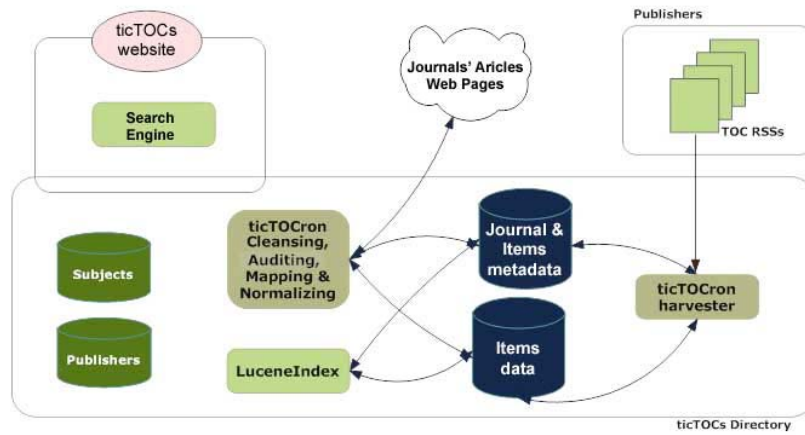 ticTOCs
website
Search
Engine
Journals' Aricles
Web Pages
Publishers
TOC RSSs
Subjects
Publishers
ticTOCron
Cleansing,
Auditing,
Mapping &
Normalizing
LuceneIndex
Journal &
Items
metadata
Items
data
ticTOCron
harvester
ticTOCs Directory